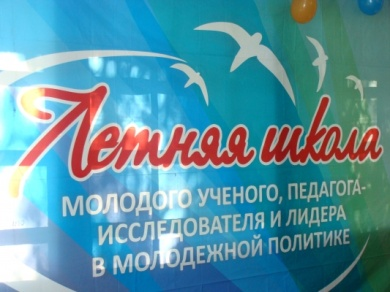 Летняя школа
МОЛОДОГО УЧЕНОГО, ПЕДАГОГА-
ИССЛЕДОВАТЕЛЯ И ЛИДЕРА
В МОЛОДЕЖНОЙ ПОЛИТИКЕ